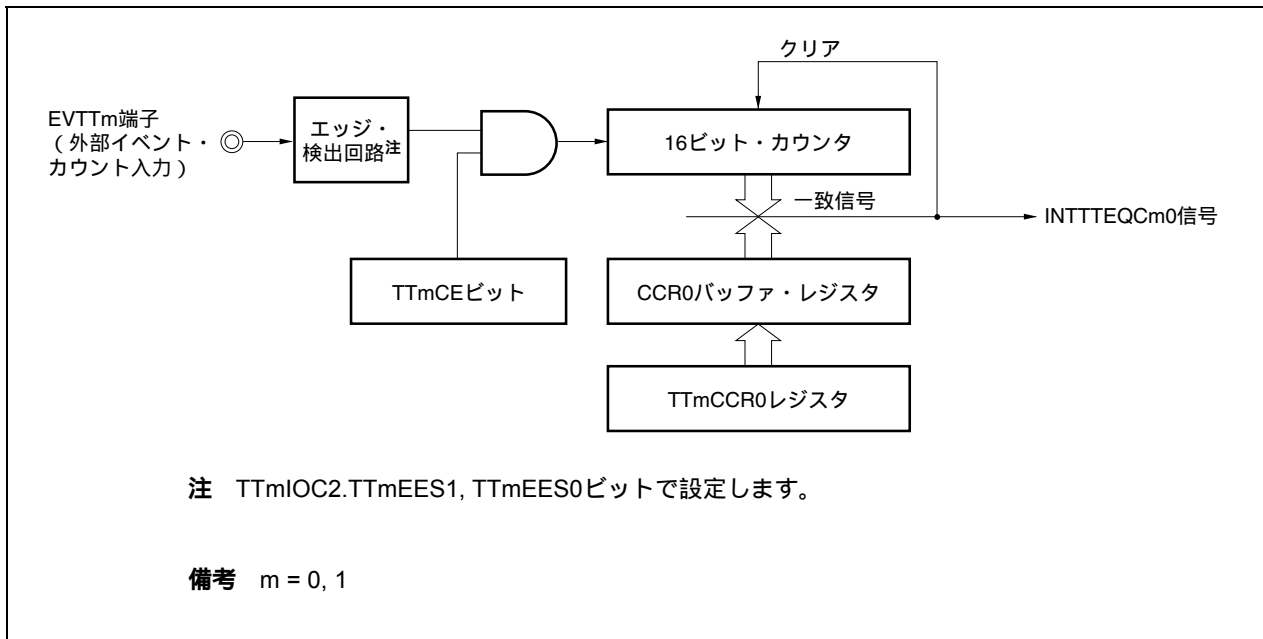 クリア
EVTTm端子
（外部イベント・
カウント入力）
エッジ・
検出回路注
16ビット・カウンタ
一致信号
INTTTEQCm0信号
TTmCEビット
CCR0バッファ・レジスタ
TTmCCR0レジスタ
注 TTmIOC2.TTmEES1, TTmEES0ビットで設定します。
備考 m = 0, 1